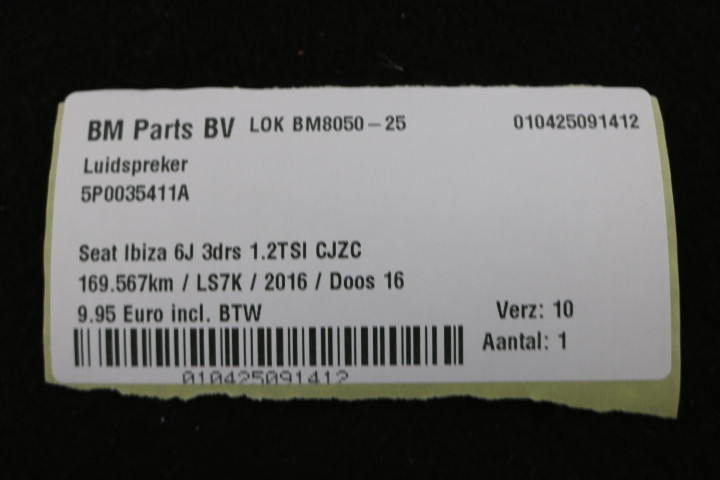 BM Parts BV LOK BM8050-25 010425091412
Luidspreker
5P0035411A
Seat Ibiza 6J 3drs 1.2TSI CJZC
169.567km / LS7K / 2016 / Doos 16
9.95 Euro incl. BTW Verz: 10
Aantal: 1
010425091412